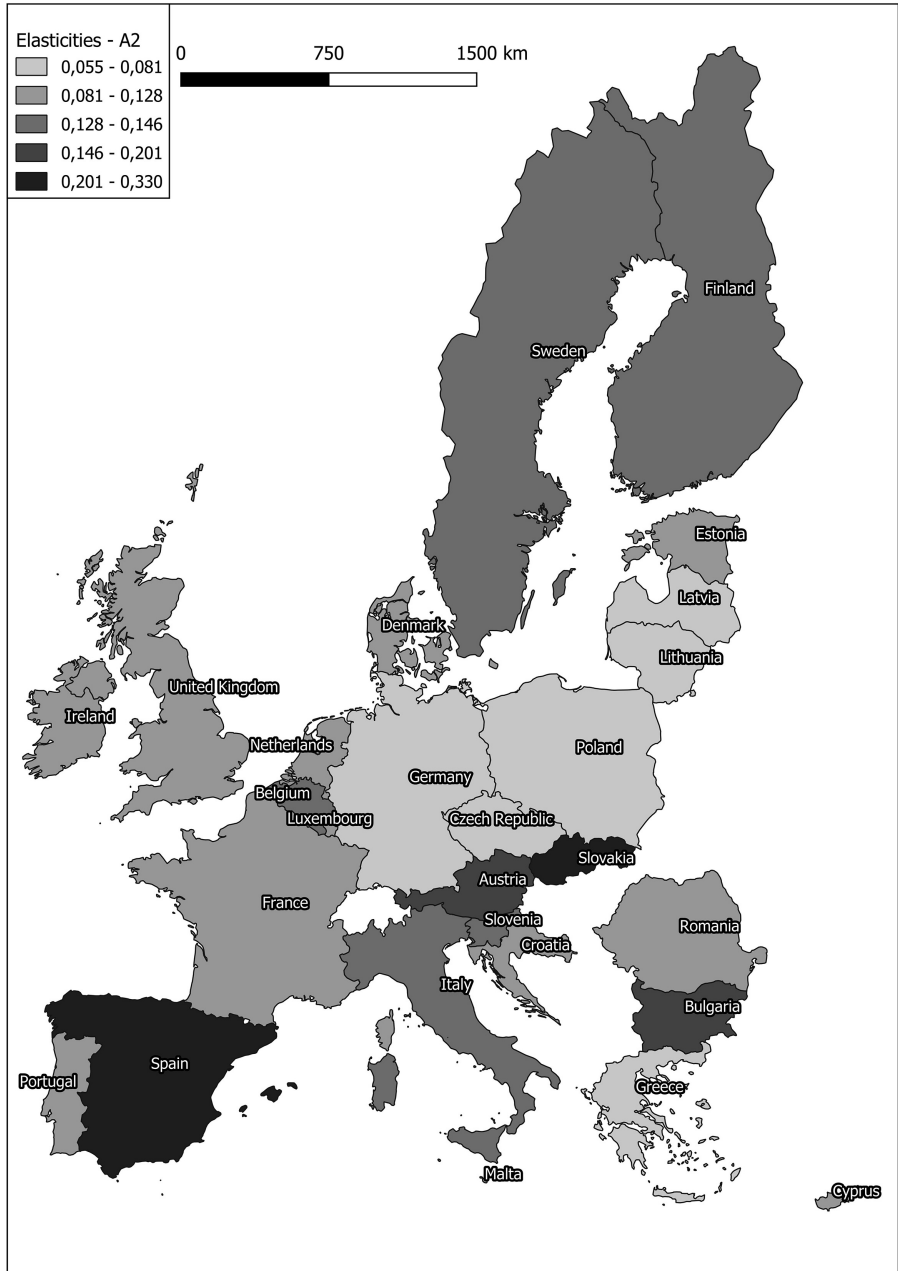 Elasticities - A2
0,055 - 0,081
0,081 - 0,128
0,128 - 0,146
0,146 - 0,201
0,201 - 0,330
0 750 1500 km
Finland
Sweden
Estonia
Latvia
Denmark
Lithuania
United Kingdom
Ireland
Netherlands
Poland
Germany
Belgium
Luxembourg
Czech Republic
Slovakia
Austria
France
Slovenia
Romania
Croatia
Italy
Bulgaria
Spain
Portugal
Greece
Malta
Cyprus